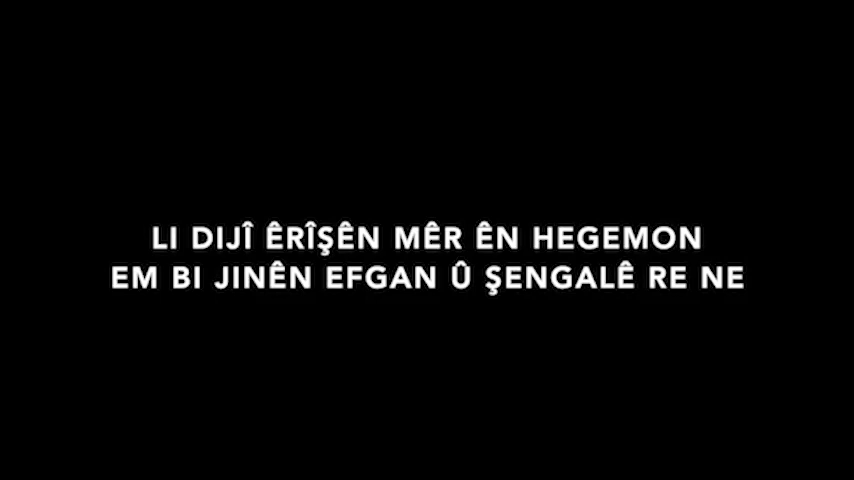 LI DIJÎ ÊRÎŞÊN MÊR ÊN HEGEMON
EM BI JINÊN EFGAN Û ŞENGALÊ RE NE